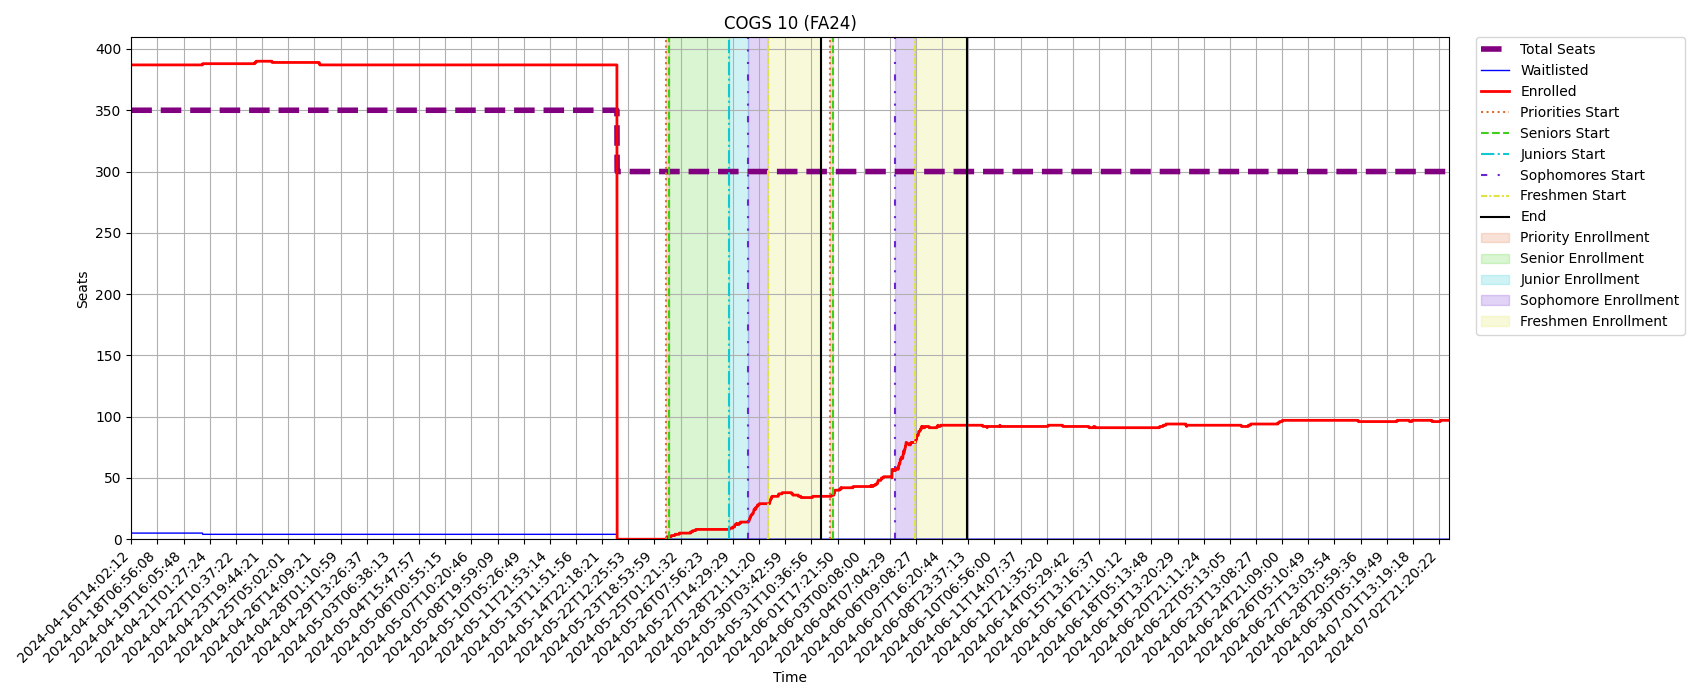 COGS 10 (FA24)
400
350
300
250
200
150
100
50
0
Seats
2024-04-16T14:02:12
2024-04-18T06:56:08
2024-04-19T16:05:48
2024-04-21T01:27:24
2024-04-22T10:37:22
2024-04-23T19:44:21
2024-04-25T05:02:01
2024-04-26T14:09:21
2024-04-28T01:10:59
2024-04-29T13:26:37
2024-05-03T06:38:13
2024-05-04T15:47:57
2024-05-06T00:55:15
2024-05-07T10:20:46
2024-05-08T19:59:09
2024-05-10T05:26:49
2024-05-11T21:53:14
2024-05-13T11:51:56
2024-05-14T22:18:21
2024-05-22T12:25:53
2024-05-23T18:53:59
2024-05-25T01:21:32
2024-05-26T07:56:23
2024-05-27T14:29:29
2024-05-28T21:11:20
2024-05-30T03:42:59
2024-05-31T10:36:56
2024-06-01T17:21:50
2024-06-03T00:08:00
2024-06-04T07:04:29
2024-06-06T09:08:27
2024-06-07T16:20:44
2024-06-08T23:37:13
2024-06-10T06:56:00
2024-06-11T14:07:37
2024-06-12T21:35:20
2024-06-14T05:29:42
2024-06-15T13:16:37
2024-06-16T21:10:12
2024-06-18T05:13:48
2024-06-19T13:20:29
2024-06-20T21:11:24
2024-06-22T05:13:05
2024-06-23T13:08:27
2024-06-24T21:09:00
2024-06-26T05:10:49
2024-06-27T13:03:54
2024-06-28T20:59:36
2024-06-30T05:19:49
2024-07-01T13:19:18
2024-07-02T21:20:22
Time
Total Seats
Waitlisted
Enrolled
Priorities Start
Seniors Start
Juniors Start
Sophomores Start
Freshmen Start
End
Priority Enrollment
Senior Enrollment
Junior Enrollment
Sophomore Enrollment
Freshmen Enrollment